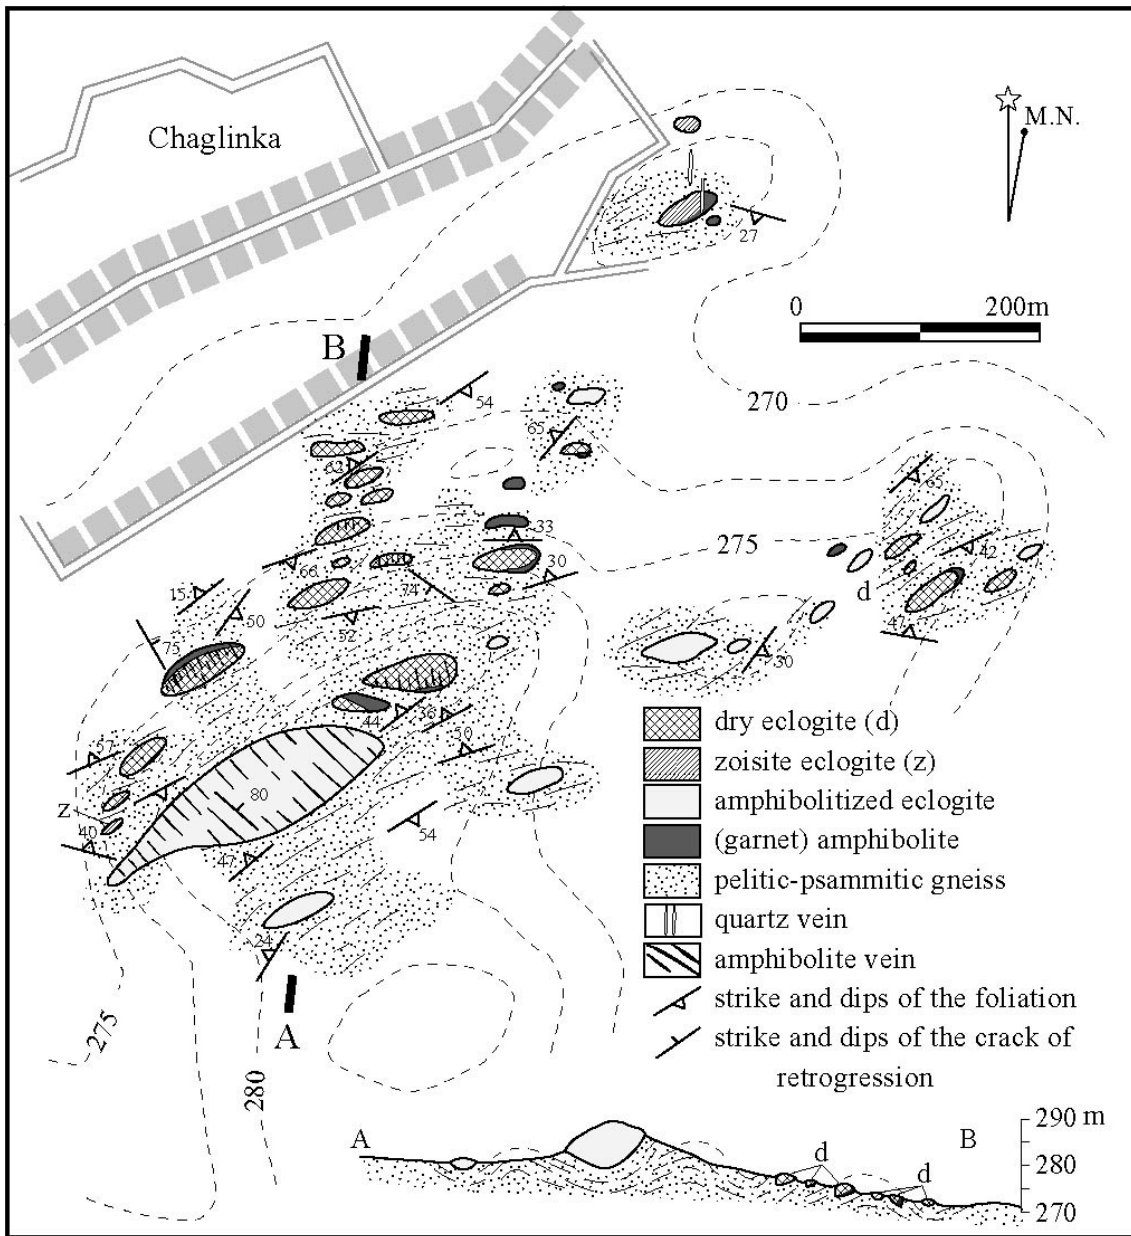 Chaglinka
M.N.
27
0 200m
B
54
270
65
62
65
33
275
42
66
30
15
74
d
50
52
47
75
30
36
44
50
57
dry eclogite (d)
zoisite eclogite (z)
80
amphibolitized eclogite
z
40
54
(garnet) amphibolite
47
pelitic-psammitic gneiss
quartz vein
24
amphibolite vein
strike and dips of the foliation
275
A
strike and dips of the crack of
retrogression
280
290 m
A
B
d
d
280
270